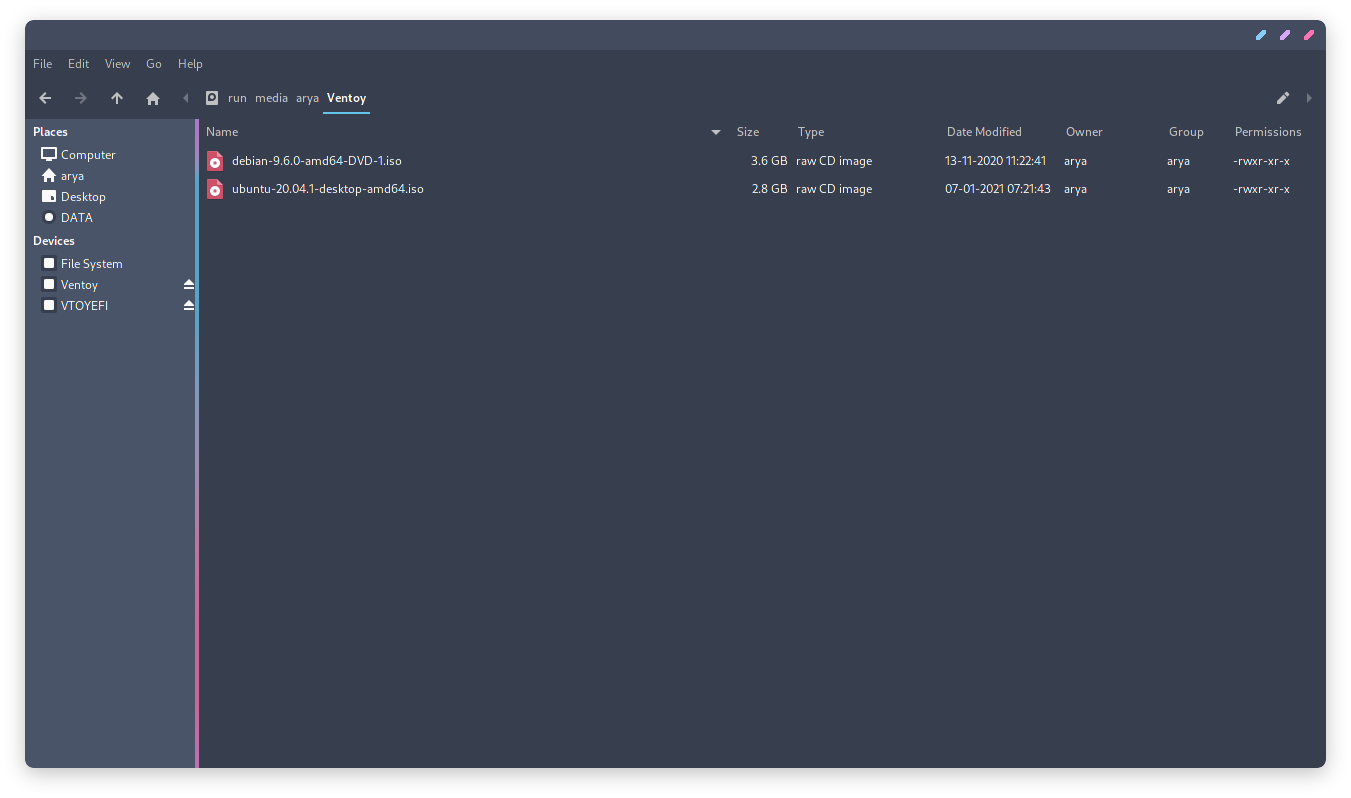 File Edit View Go Help
run media arya Ventoy
Places
Computer
arya
Desktop
DATA
Devices
File System
Ventoy
VTOYEFI
Name Size Type Date Modified Owner Group Permissions
debian-9.6.0-amd64-DVD-1.iso 3.6 GB raw CD image 13-11-2020 11:22:41 arya arya -rwxr-xr-x
ubuntu-20.04.1-desktop-amd64.iso 2.8 GB raw CD image 07-01-2021 07:21:43 arya arya -rwxr-xr-x